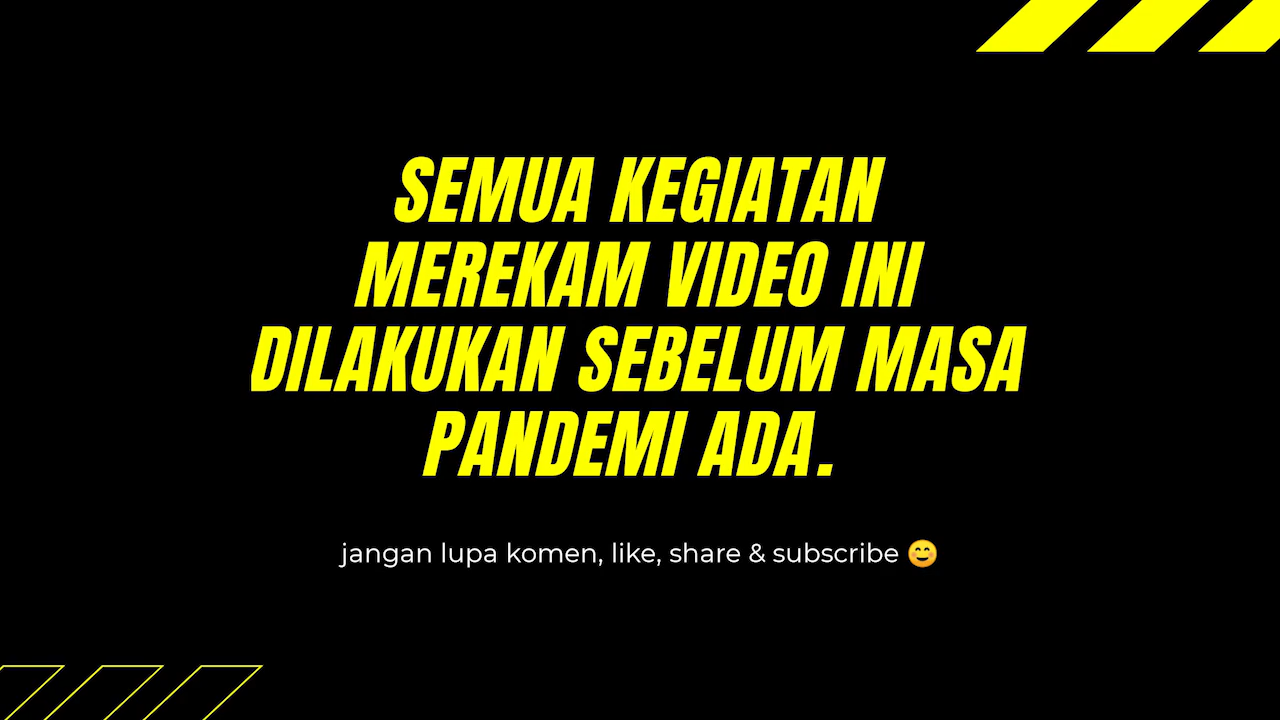 SEMUA KEGIATAN
MEREKAM VIDEO INI
DILAKUKAN SEBELUM MASA
PANDEMI ADA.
jangan lupa komen, like, share & subscribe 😊